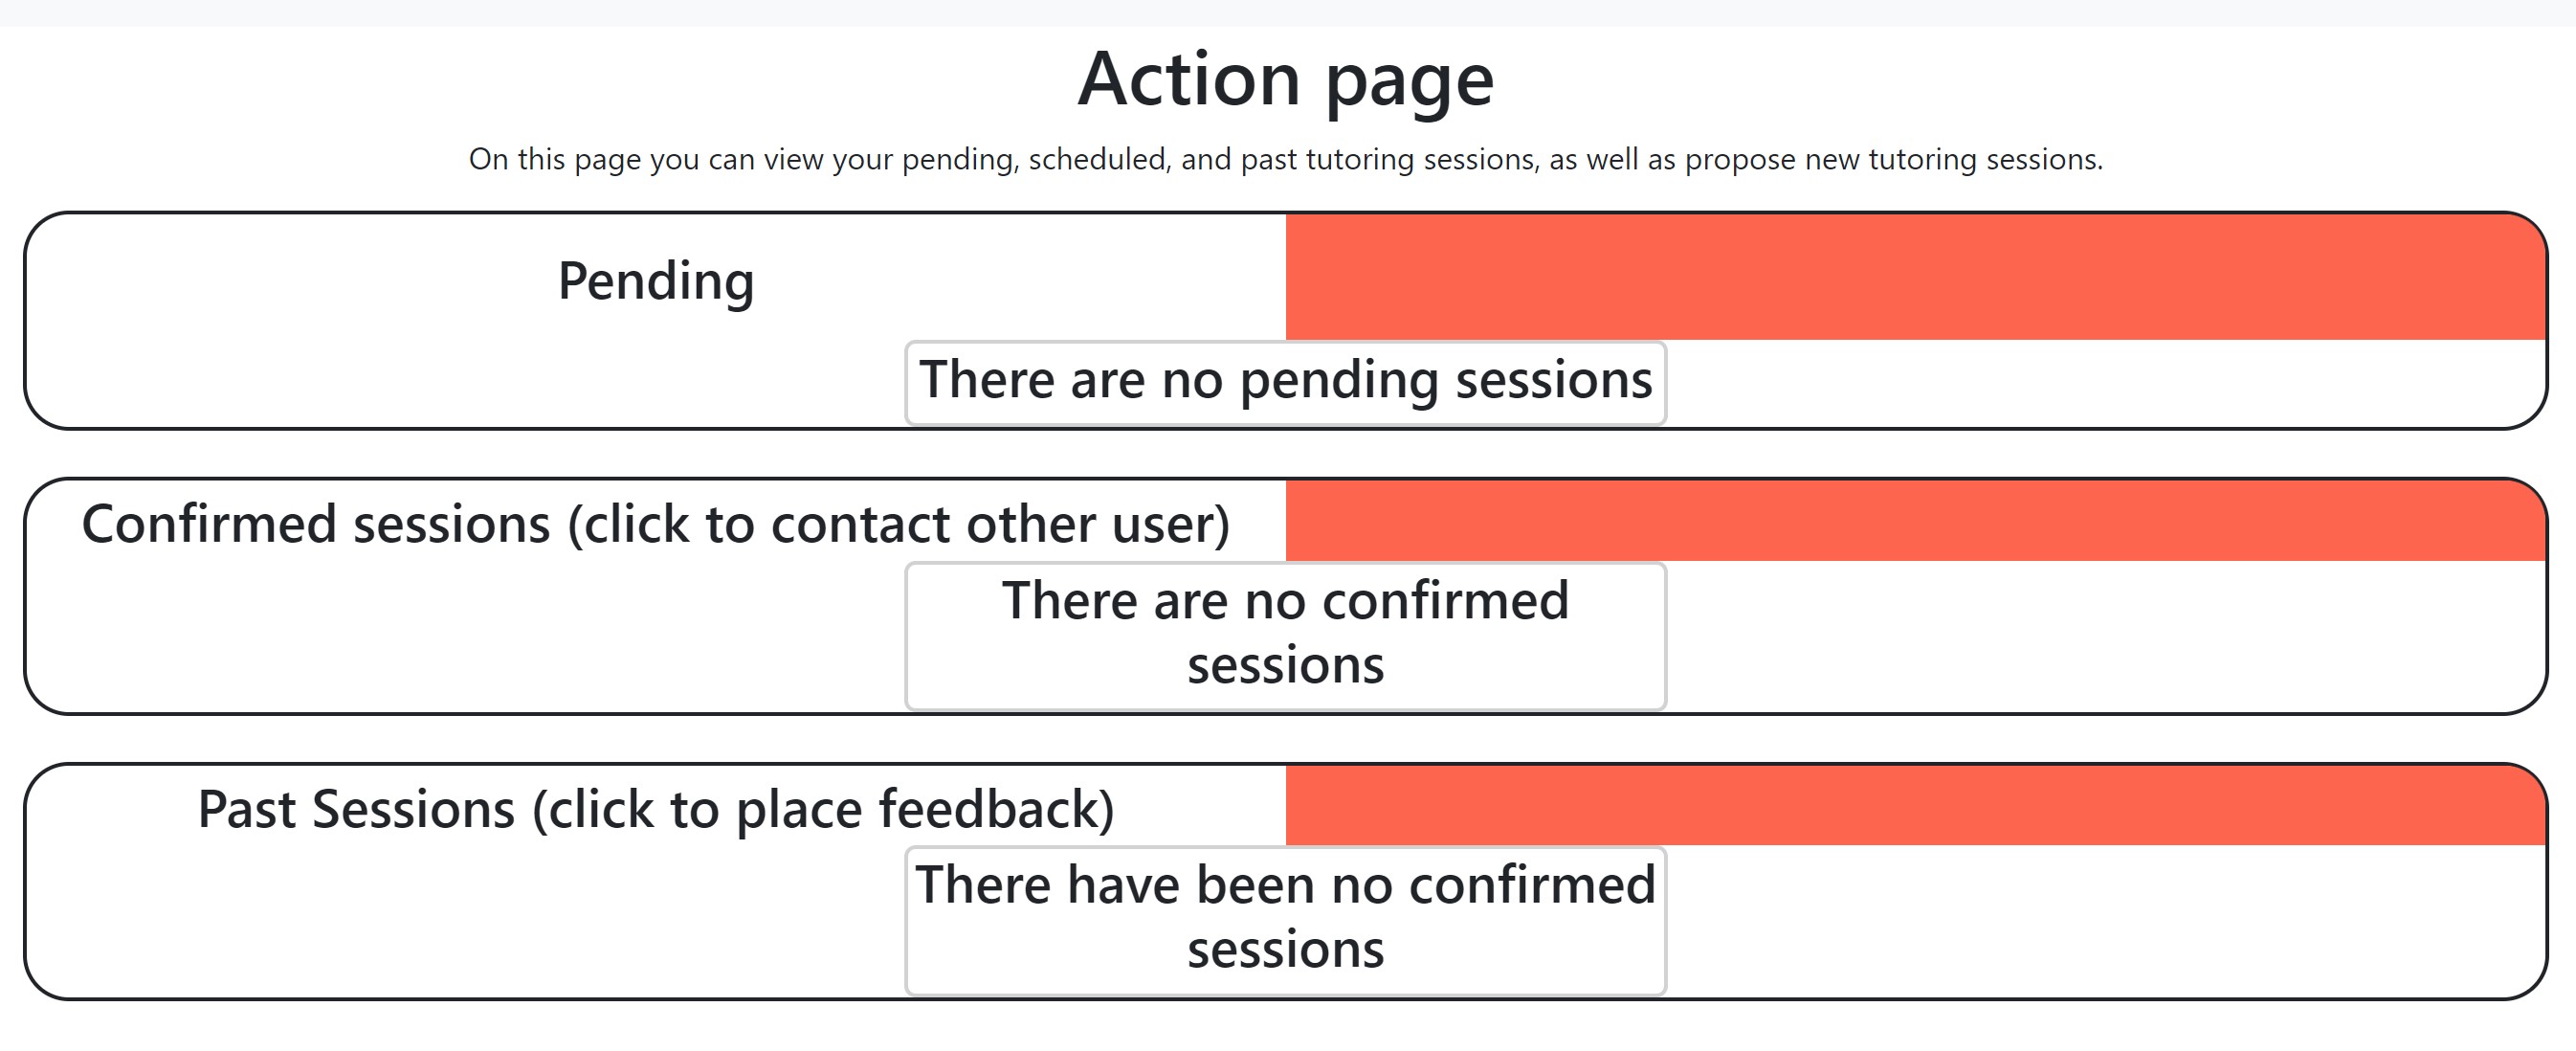 Action page
On this page you can view your pending, scheduled, and past tutoring sessions, as well as propose new tutoring sessions.
Pending
There are no pending sessions
Confirmed sessions (click to contact other user)
There are no confirmed
sessions
Past Sessions (click to place feedback)
There have been no confirmed
sessions